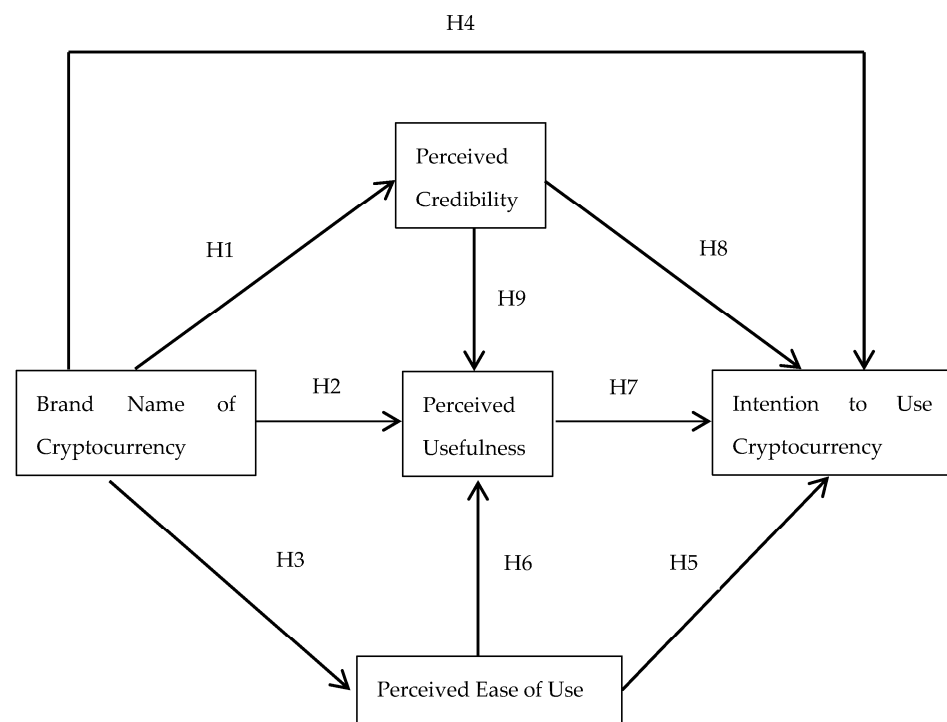 H4
Perceived
Credibility
H1
H8
H9
Brand Name of
Cryptocurrency
H2
Perceived
Usefulness
H7
Intention to Use
Cryptocurrency
H3
H6
H5
Perceived Ease of Use